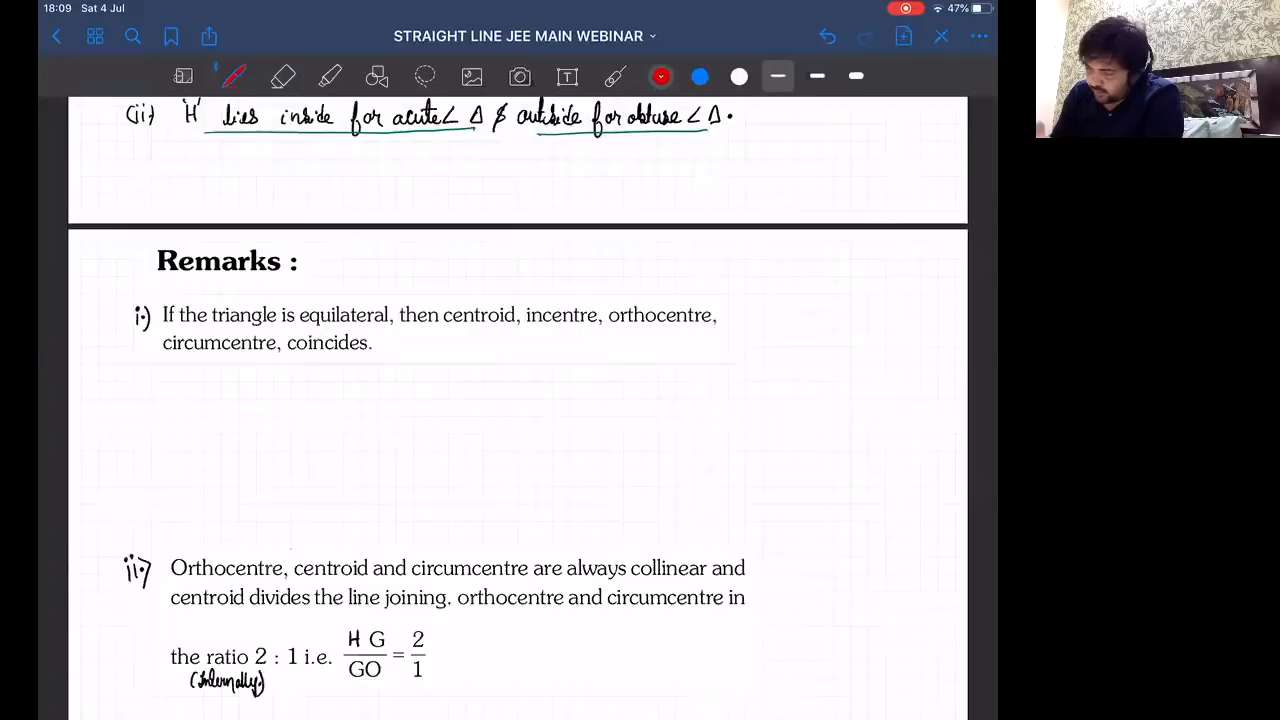 18:09 Sat 4 Jul
47%
STRAIGHT LINE JEE MAIN WEBINAR
T
(ii) 'H' lies inside for acute∠ Δ & outside for obtuse ∠ Δ.
Remarks :
i.) If the triangle is equilateral, then centroid, incentre, orthocentre,
circumcentre, coincides.
ii.) Orthocentre, centroid and circumcentre are always collinear and
centroid divides the line joining. orthocentre and circumcentre in
the ratio 2 : 1 i.e. HG/GO = 2/1
(Internally)